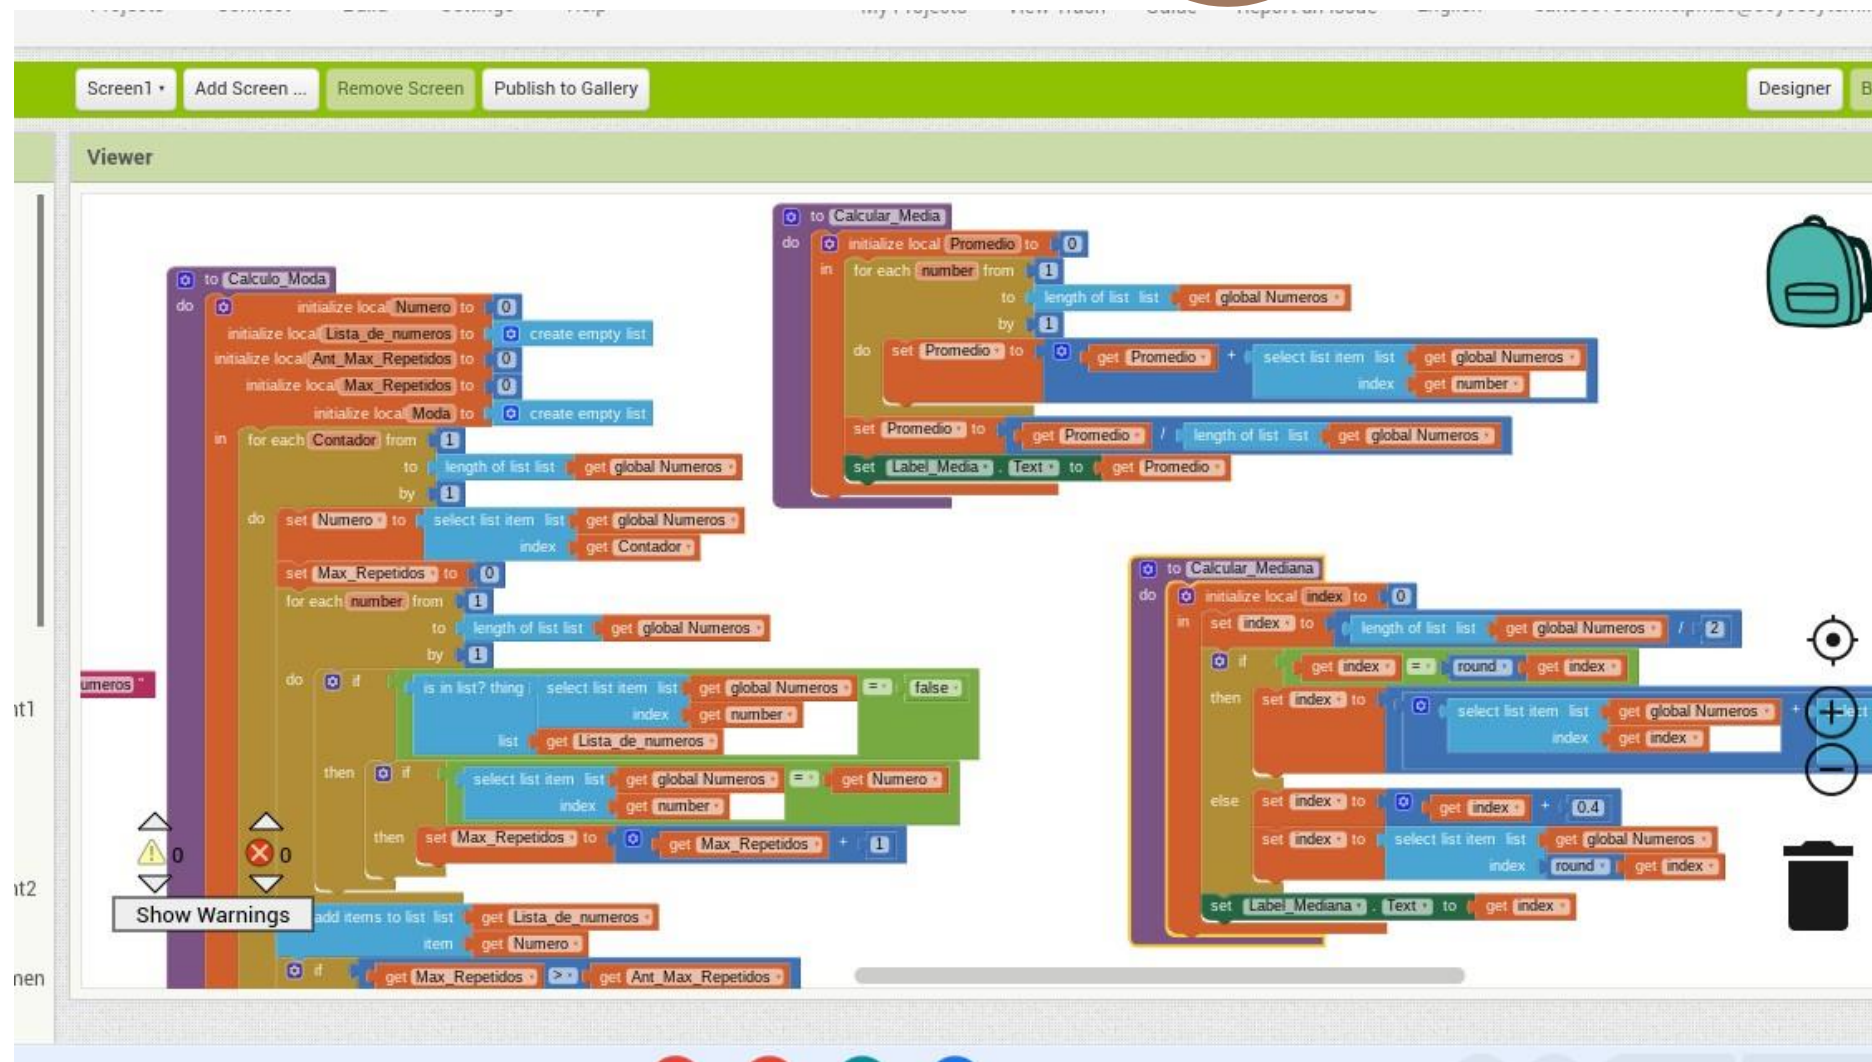 Screen1
Add Screen ...
Remove Screen
Publish to Gallery
Designer
Viewer
to Calculo_Moda
do initialize local Numero to 0
initialize local Lista_de_numeros to create empty list
initialize local Ant_Max_Repetidos to 0
initialize local Max_Repetidos to 0
initialize local Moda to create empty list
in for each Contador from 1
to length of list list get global Numeros
by 1
do set Numero to select list item list get global Numeros
index get Contador
set Max_Repetidos to 0
for each number from 1
to length of list list get global Numeros
by 1
do if is in list? thing select list item list get global Numeros = false
index get number
list get Lista_de_numeros
then if select list item list get global Numeros = get Numero
index get number
then set Max_Repetidos to get Max_Repetidos + 1
add items to list list get Lista_de_numeros
item get Numero
if get Max_Repetidos > get Ant_Max_Repetidos
umeros "
0
0
Show Warnings
to Calcular_Media
do initialize local Promedio to 0
in for each number from 1
to length of list list get global Numeros
by 1
do set Promedio to get Promedio + select list item list get global Numeros
index get number
set Promedio to get Promedio / length of list list get global Numeros
set Label_Media . Text to get Promedio
to Calcular_Mediana
do initialize local index to 0
in set index to length of list list get global Numeros / 2
if get index = round get index
then set index to select list item list get global Numeros +
index get index
else set index to get index + 0.4
set index to select list item list get global Numeros
index round get index
set Label_Mediana . Text to get index
nt1
nt2
men